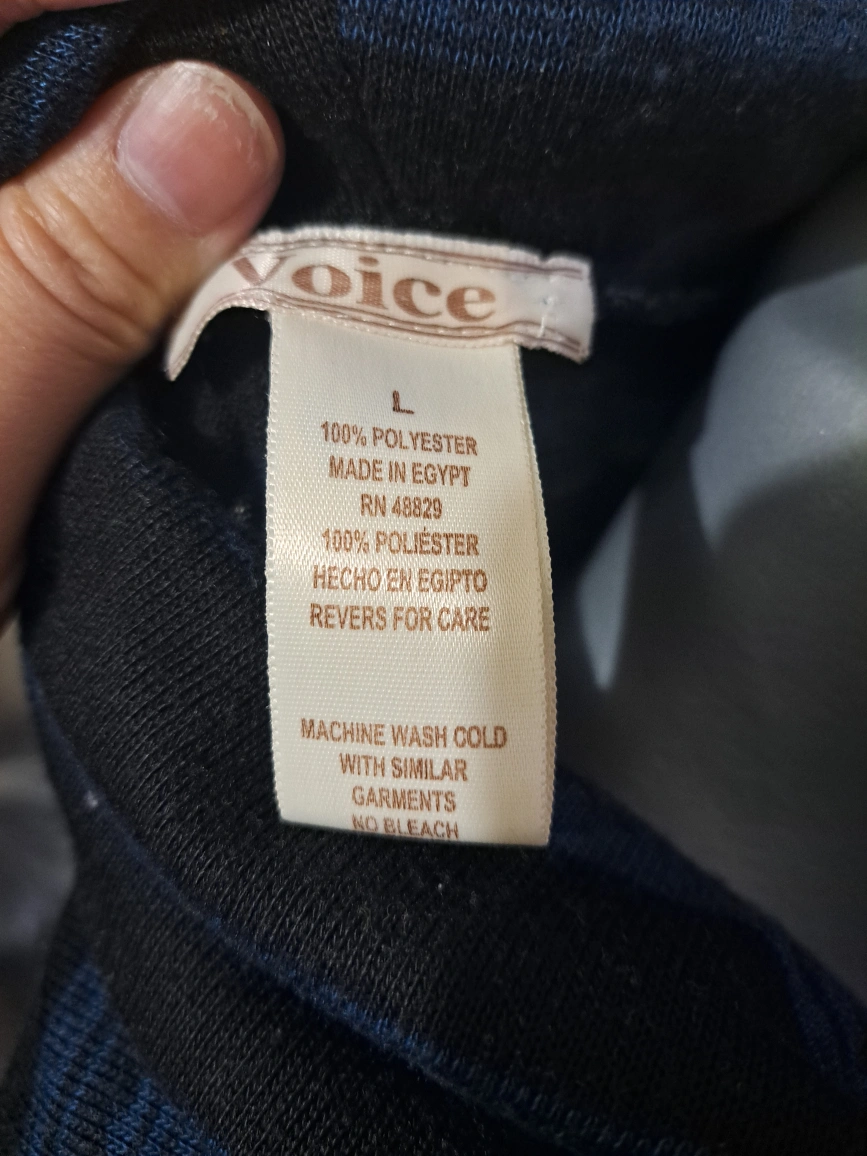 Voice
L
100% POLYESTER
MADE IN EGYPT
RN 48829
100% POLIÉSTER
HECHO EN EGIPTO
REVERS FOR CARE
MACHINE WASH COLD
WITH SIMILAR
GARMENTS
NO BLEACH